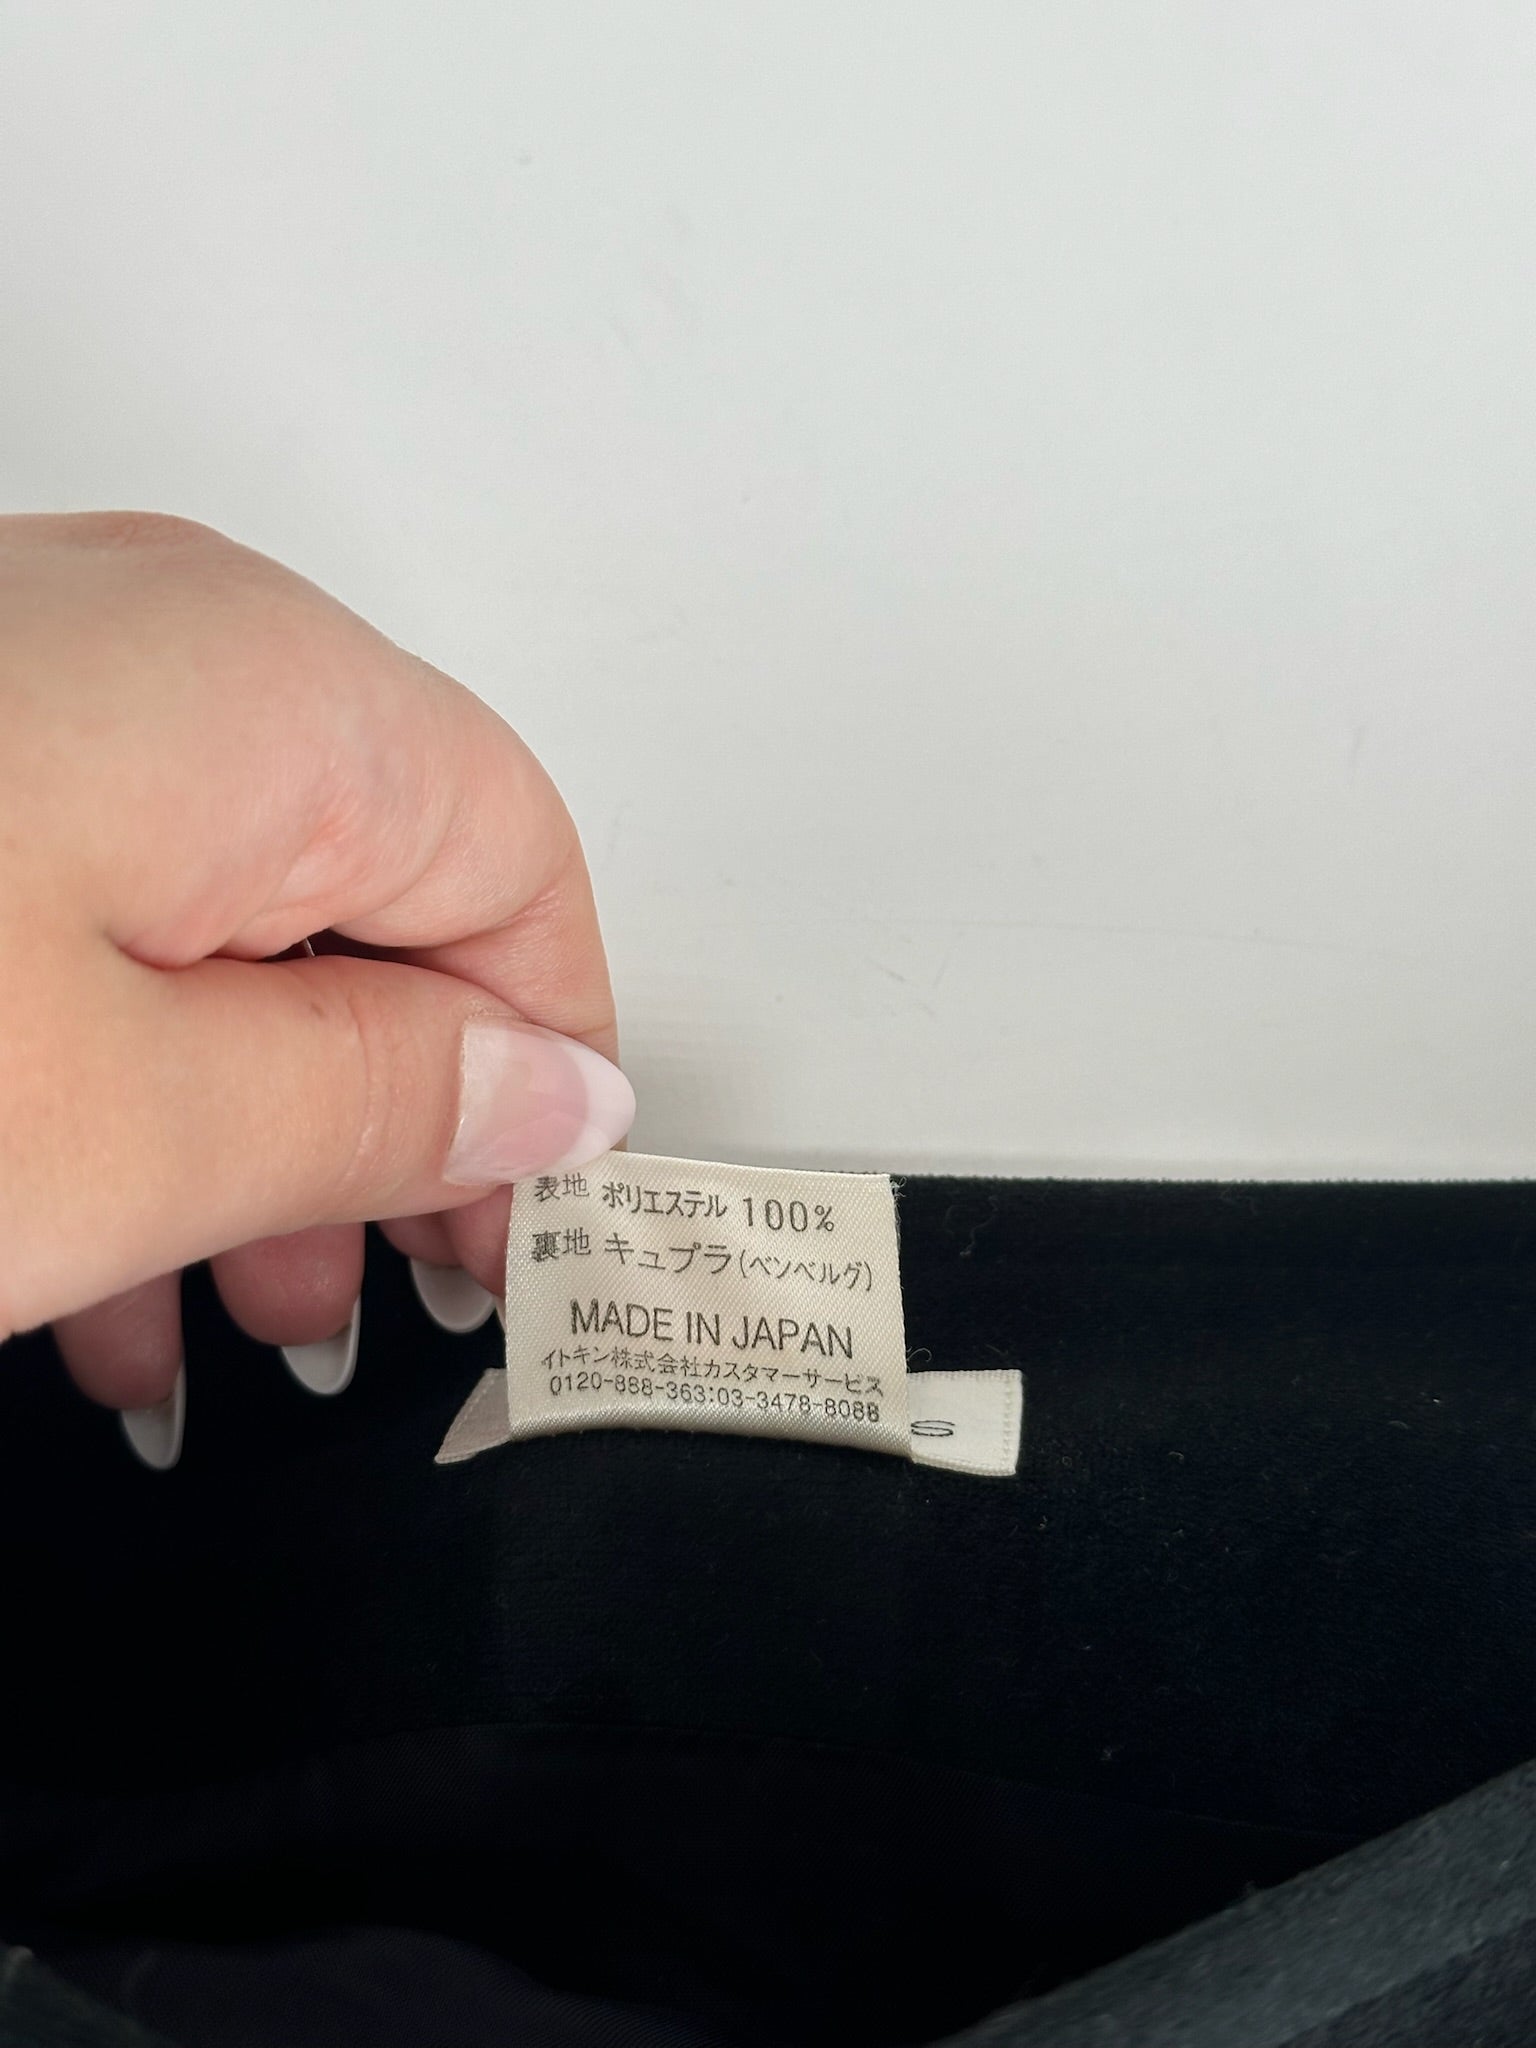 表地 ポリエステル 100%
裏地 キュプラ(ベンベルグ)
MADE IN JAPAN
イトキン株式会社カスタマーサービス
0120-888-363:03-3478-8088
S